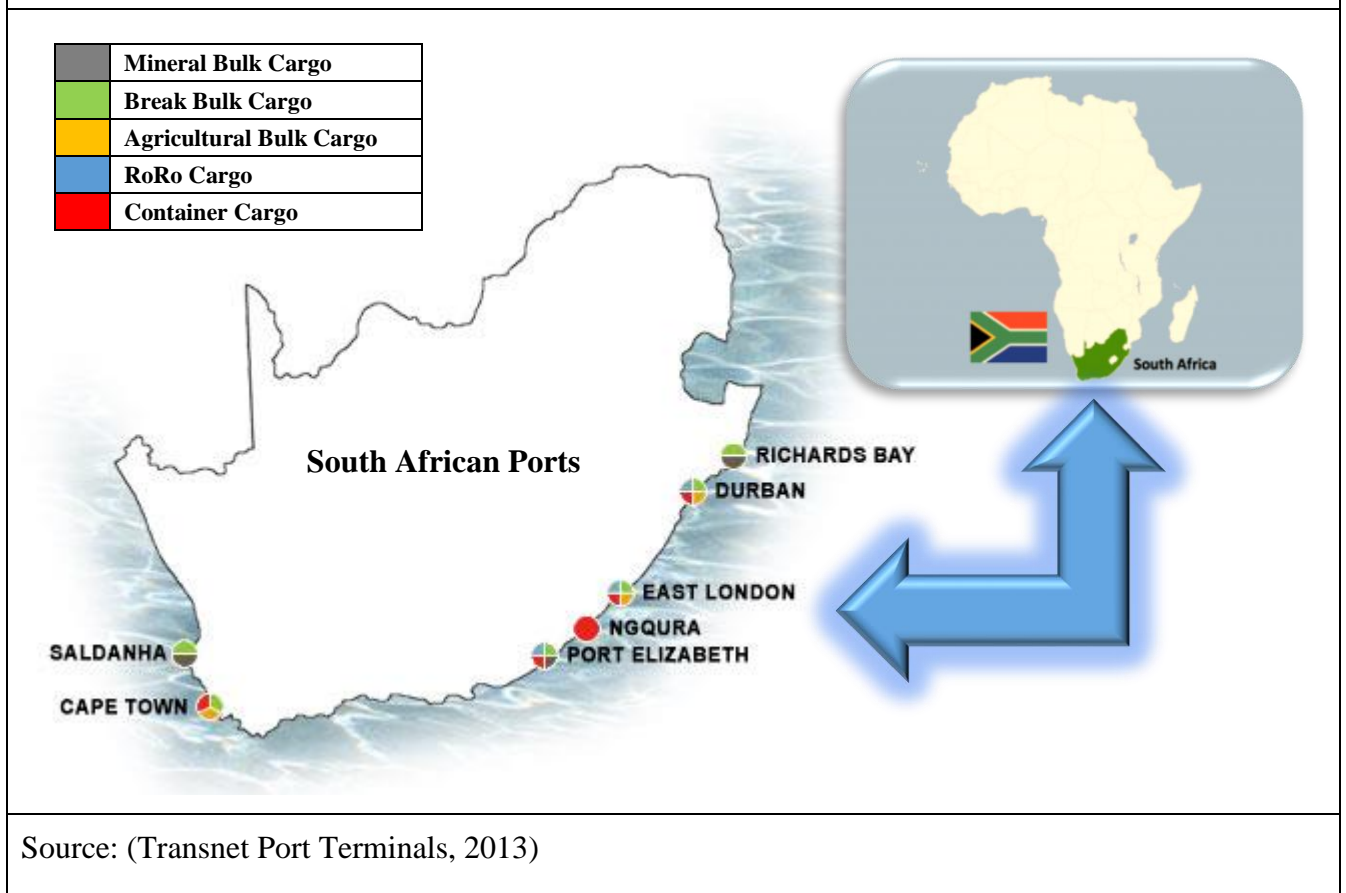 Mineral Bulk Cargo
Break Bulk Cargo
Agricultural Bulk Cargo
RoRo Cargo
Container Cargo
South Africa
South African Ports
RICHARDS BAY
DURBAN
EAST LONDON
NGQURA
PORT ELIZABETH
SALDANHA
CAPE TOWN
Source: (Transnet Port Terminals, 2013)